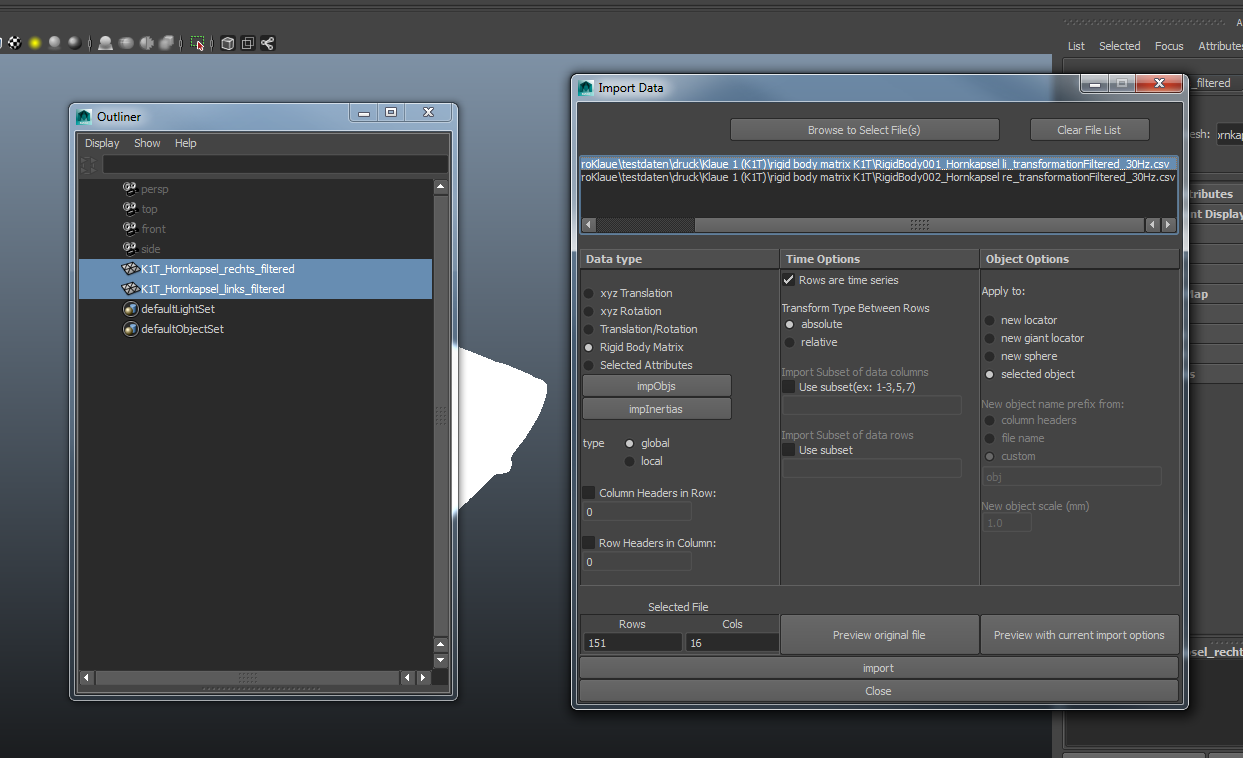 List Selected Focus Attributes
Outliner
Display Show Help
persp
top
front
side
K1T_Hornkapsel_rechts_filtered
K1T_Hornkapsel_links_filtered
defaultLightSet
defaultObjectSet
Import Data
Browse to Select File(s)
Clear File List
roKlaue\testdaten\druck\Klaue 1 (K1T)\rigid body matrix K1T\RigidBody001_Hornkapsel li_transformationFiltered_30Hz.csv
roKlaue\testdaten\druck\Klaue 1 (K1T)\rigid body matrix K1T\RigidBody002_Hornkapsel re_transformationFiltered_30Hz.csv
Data type
xyz Translation
xyz Rotation
Translation/Rotation
Rigid Body Matrix
Selected Attributes
impObjs
impInertias
type
global
local
Column Headers in Row:
0
Row Headers in Column:
0
Time Options
Rows are time series
Transform Type Between Rows
absolute
relative
Import Subset of data columns
Use subset(ex: 1-3,5,7)
Import Subset of data rows
Use subset
Object Options
Apply to:
new locator
new giant locator
new sphere
selected object
New object name prefix from:
column headers
file name
custom
obj
New object scale (mm)
1.0
Selected File
Rows Cols
151 16
Preview original file
Preview with current import options
import
Close
_filtered
esh: ornkap
tributes
nt Display
lap
s
sel_recht